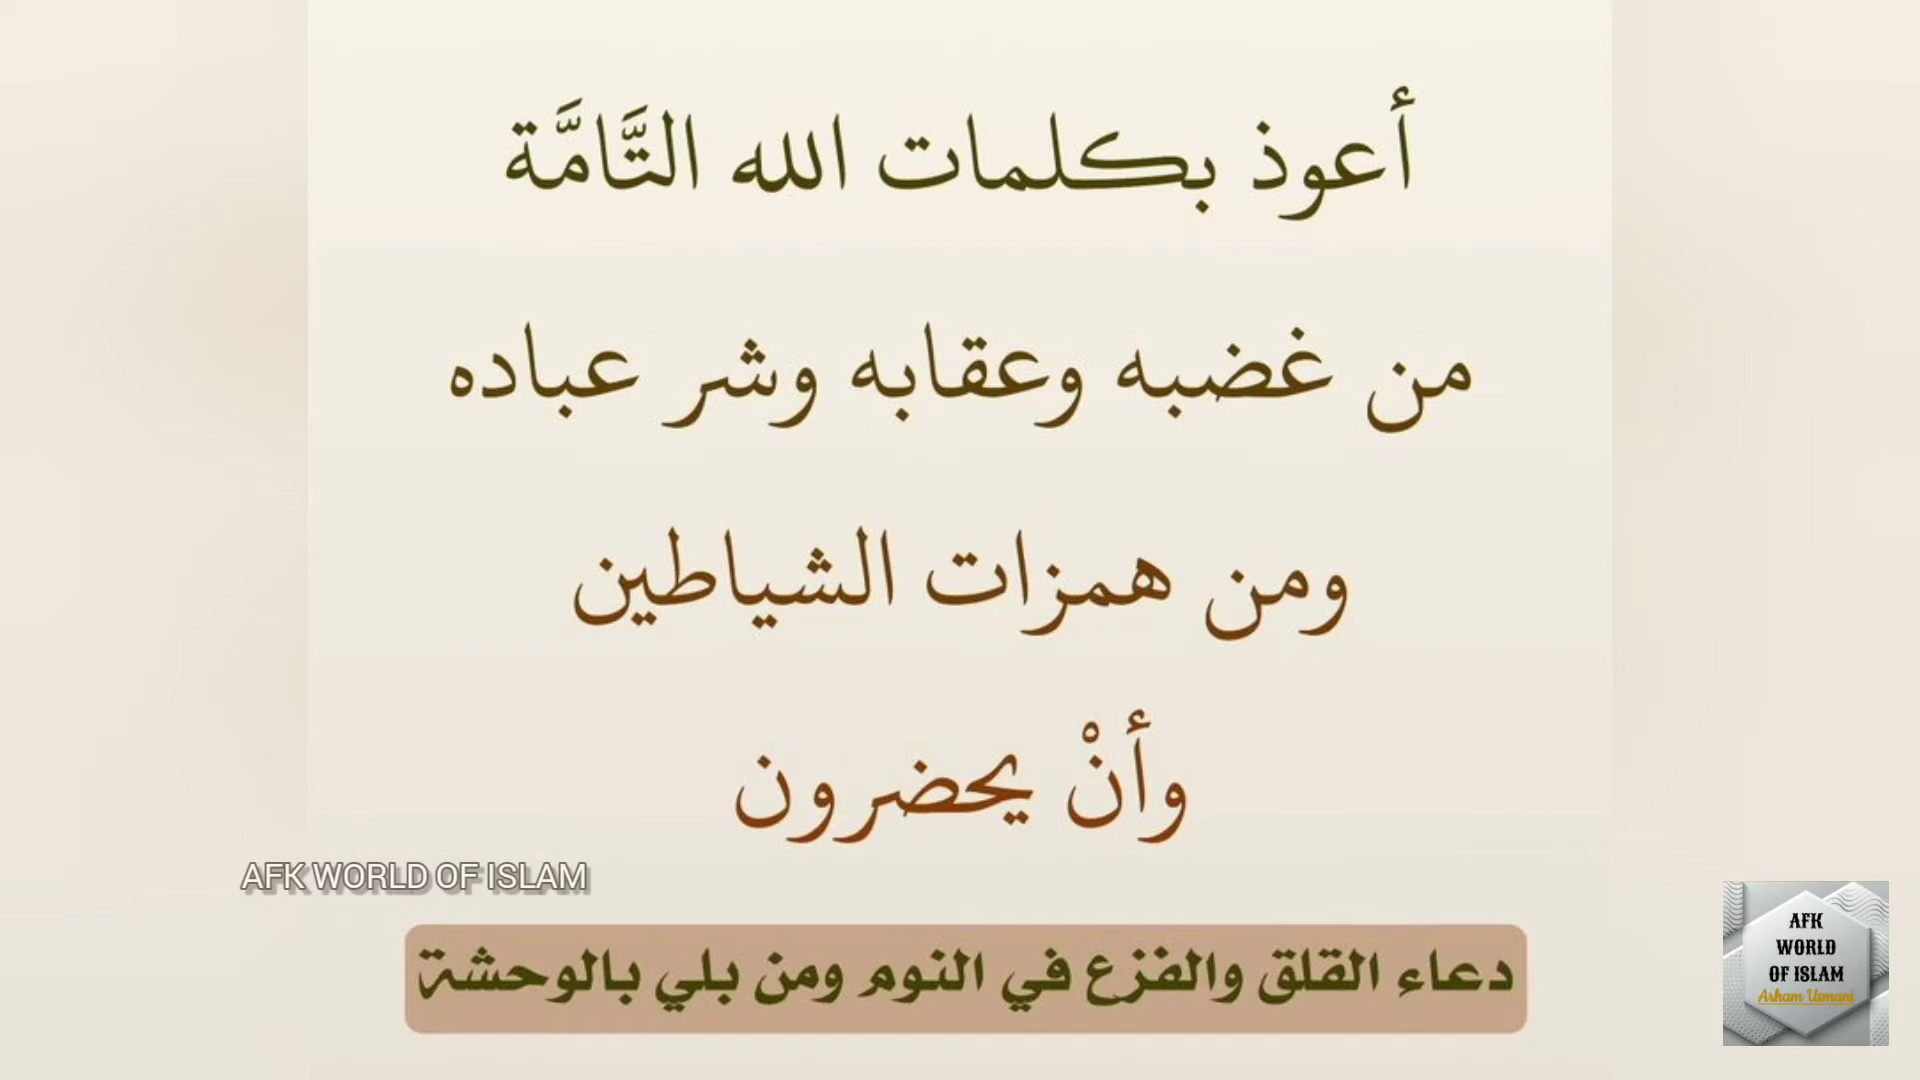 أعوذ بكلمات الله التَّامَّة
من غضبه وعقابه وشر عباده
ومن همزات الشياطين
وأنْ يحضرون
AFK WORLD OF ISLAM
دعاء القلق والفزع في النوم ومن بلي بالوحشة
AFK
WORLD
OF ISLAM
Arham Usmani